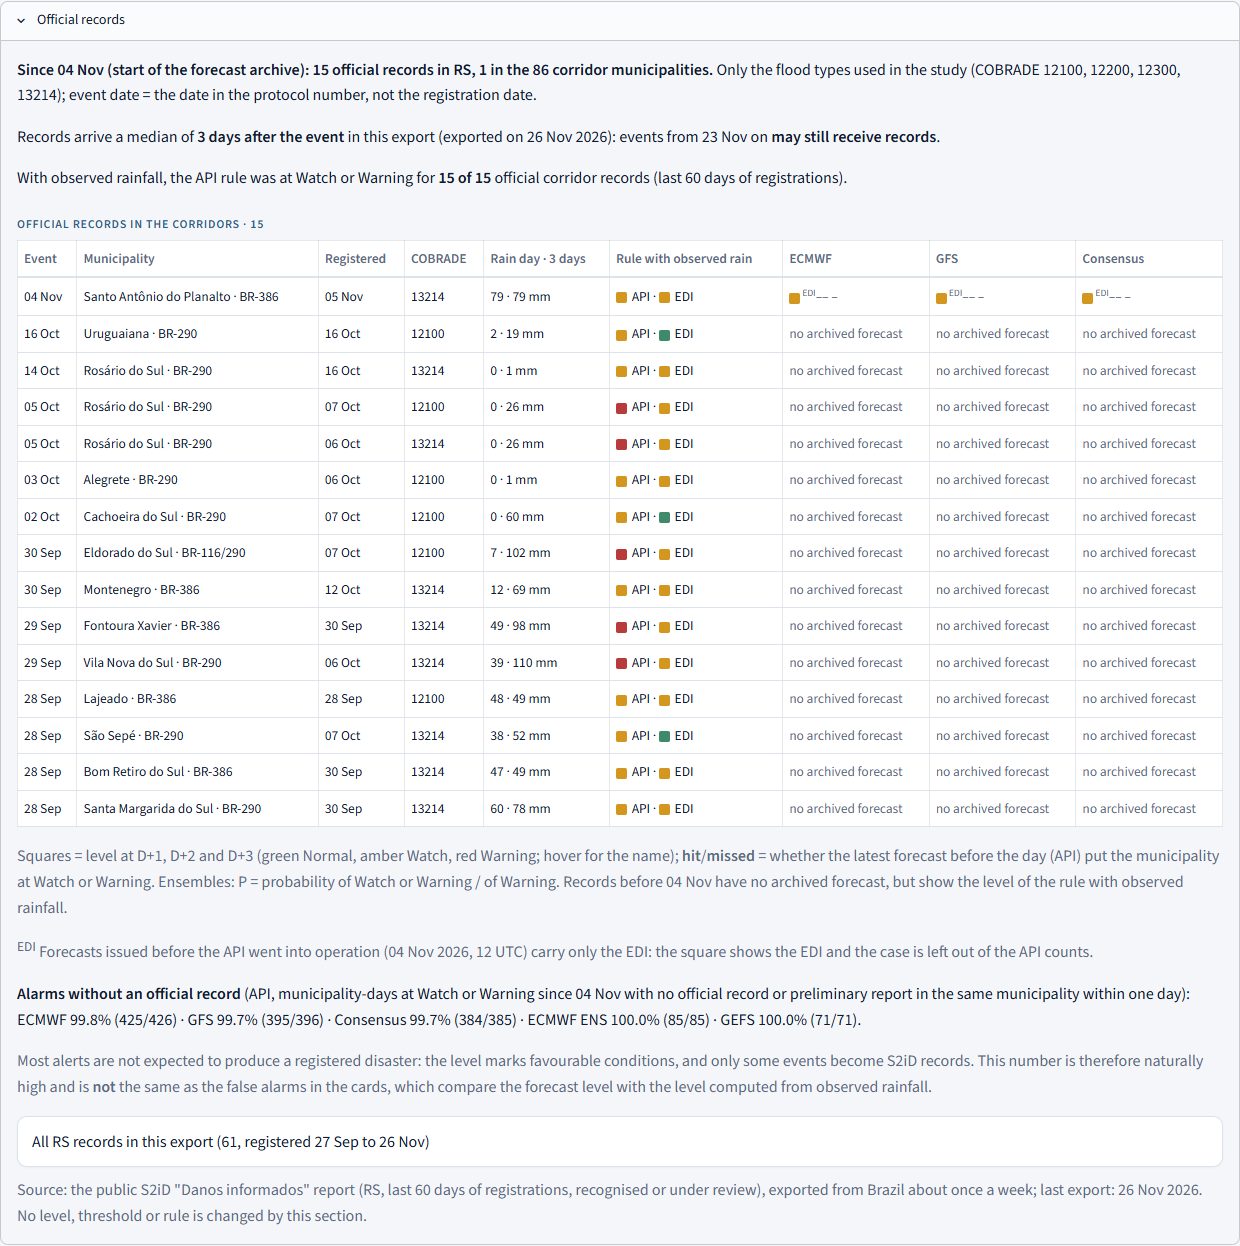 Official records
Since 04 Nov (start of the forecast archive): 15 official records in RS, 1 in the 86 corridor municipalities. Only the flood types used in the study (COBRADE 12100, 12200, 12300,
13214); event date = the date in the protocol number, not the registration date.
Records arrive a median of 3 days after the event in this export (exported on 26 Nov 2026): events from 23 Nov on may still receive records.
With observed rainfall, the API rule was at Watch or Warning for 15 of 15 official corridor records (last 60 days of registrations).
OFFICIAL RECORDS IN THE CORRIDORS · 15
Event Municipality Registered COBRADE Rain day · 3 days Rule with observed rain ECMWF GFS Consensus
04 Nov Santo Antônio do Planalto · BR-386 05 Nov 13214 79 · 79 mm API · EDI EDI__ _ EDI__ _ EDI__ _
16 Oct Uruguaiana · BR-290 16 Oct 12100 2 · 19 mm API · EDI no archived forecast no archived forecast no archived forecast
14 Oct Rosário do Sul · BR-290 16 Oct 13214 0 · 1 mm API · EDI no archived forecast no archived forecast no archived forecast
05 Oct Rosário do Sul · BR-290 07 Oct 12100 0 · 26 mm API · EDI no archived forecast no archived forecast no archived forecast
05 Oct Rosário do Sul · BR-290 06 Oct 13214 0 · 26 mm API · EDI no archived forecast no archived forecast no archived forecast
03 Oct Alegrete · BR-290 06 Oct 12100 0 · 1 mm API · EDI no archived forecast no archived forecast no archived forecast
02 Oct Cachoeira do Sul · BR-290 07 Oct 12100 0 · 60 mm API · EDI no archived forecast no archived forecast no archived forecast
30 Sep Eldorado do Sul · BR-116/290 07 Oct 12100 7 · 102 mm API · EDI no archived forecast no archived forecast no archived forecast
30 Sep Montenegro · BR-386 12 Oct 13214 12 · 69 mm API · EDI no archived forecast no archived forecast no archived forecast
29 Sep Fontoura Xavier · BR-386 30 Sep 13214 49 · 98 mm API · EDI no archived forecast no archived forecast no archived forecast
29 Sep Vila Nova do Sul · BR-290 06 Oct 13214 39 · 110 mm API · EDI no archived forecast no archived forecast no archived forecast
28 Sep Lajeado · BR-386 28 Sep 12100 48 · 49 mm API · EDI no archived forecast no archived forecast no archived forecast
28 Sep São Sepé · BR-290 07 Oct 13214 38 · 52 mm API · EDI no archived forecast no archived forecast no archived forecast
28 Sep Bom Retiro do Sul · BR-386 30 Sep 13214 47 · 49 mm API · EDI no archived forecast no archived forecast no archived forecast
28 Sep Santa Margarida do Sul · BR-290 30 Sep 13214 60 · 78 mm API · EDI no archived forecast no archived forecast no archived forecast
Squares = level at D+1, D+2 and D+3 (green Normal, amber Watch, red Warning; hover for the name); hit/missed = whether the latest forecast before the day (API) put the municipality
at Watch or Warning. Ensembles: P = probability of Watch or Warning / of Warning. Records before 04 Nov have no archived forecast, but show the level of the rule with observed
rainfall.
EDI Forecasts issued before the API went into operation (04 Nov 2026, 12 UTC) carry only the EDI: the square shows the EDI and the case is left out of the API counts.
Alarms without an official record (API, municipality-days at Watch or Warning since 04 Nov with no official record or preliminary report in the same municipality within one day):
ECMWF 99.8% (425/426) · GFS 99.7% (395/396) · Consensus 99.7% (384/385) · ECMWF ENS 100.0% (85/85) · GEFS 100.0% (71/71).
Most alerts are not expected to produce a registered disaster: the level marks favourable conditions, and only some events become S2iD records. This number is therefore naturally
high and is not the same as the false alarms in the cards, which compare the forecast level with the level computed from observed rainfall.
All RS records in this export (61, registered 27 Sep to 26 Nov)
Source: the public S2iD "Danos informados" report (RS, last 60 days of registrations, recognised or under review), exported from Brazil about once a week; last export: 26 Nov 2026.
No level, threshold or rule is changed by this section.